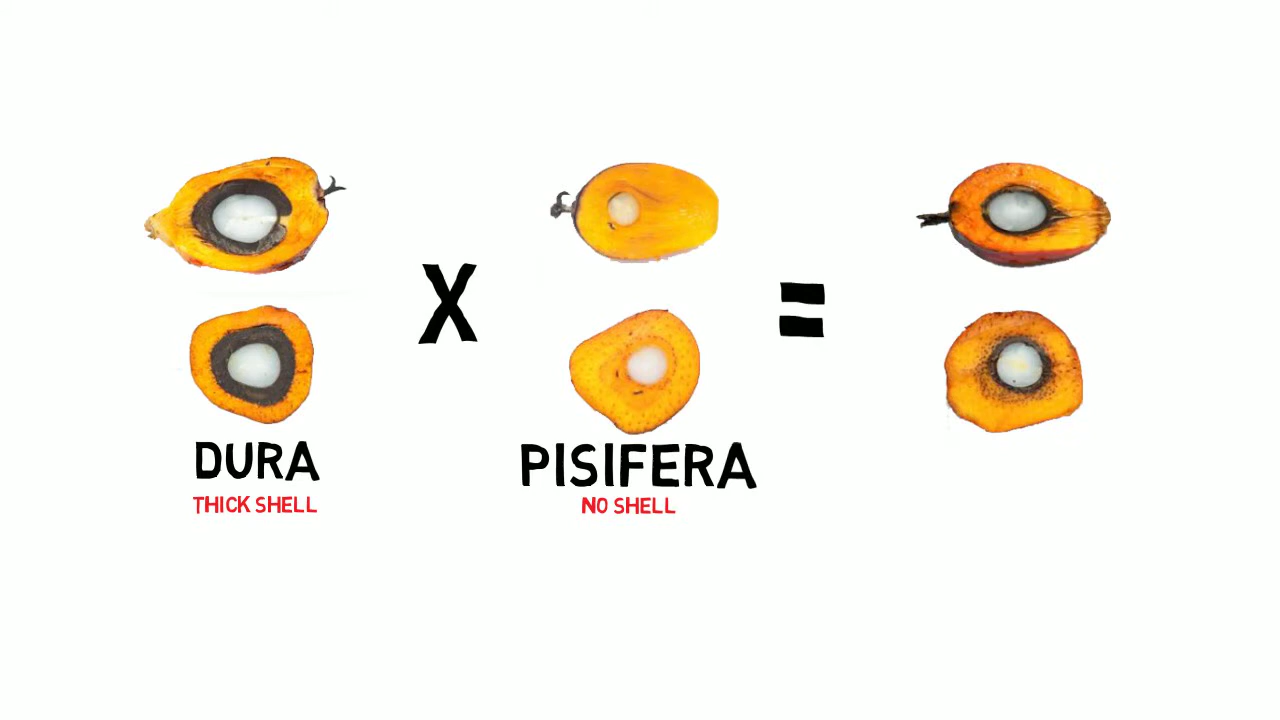 DURA
THICK SHELL
X
PISIFERA
NO SHELL
=